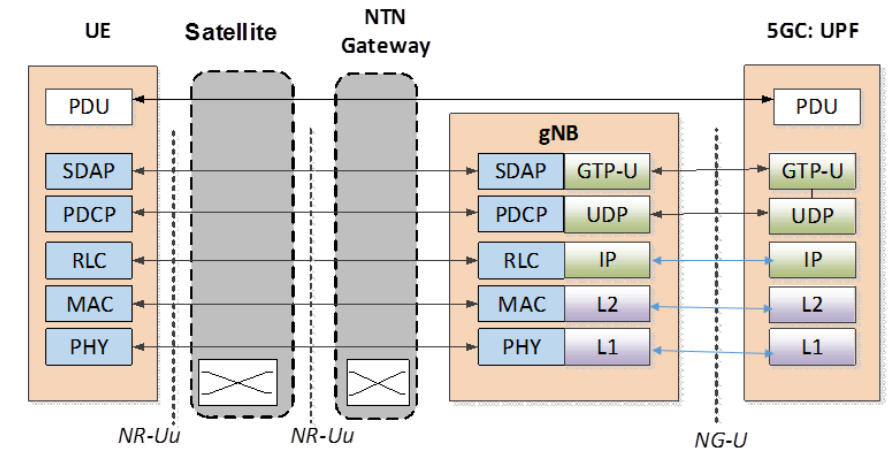 UE
Satellite
NTN
Gateway
5GC: UPF
PDU
PDU
gNB
SDAP
SDAP
GTP-U
GTP-U
PDCP
PDCP
UDP
UDP
RLC
RLC
IP
IP
MAC
MAC
L2
L2
PHY
PHY
L1
L1
NR-Uu
NR-Uu
NG-U